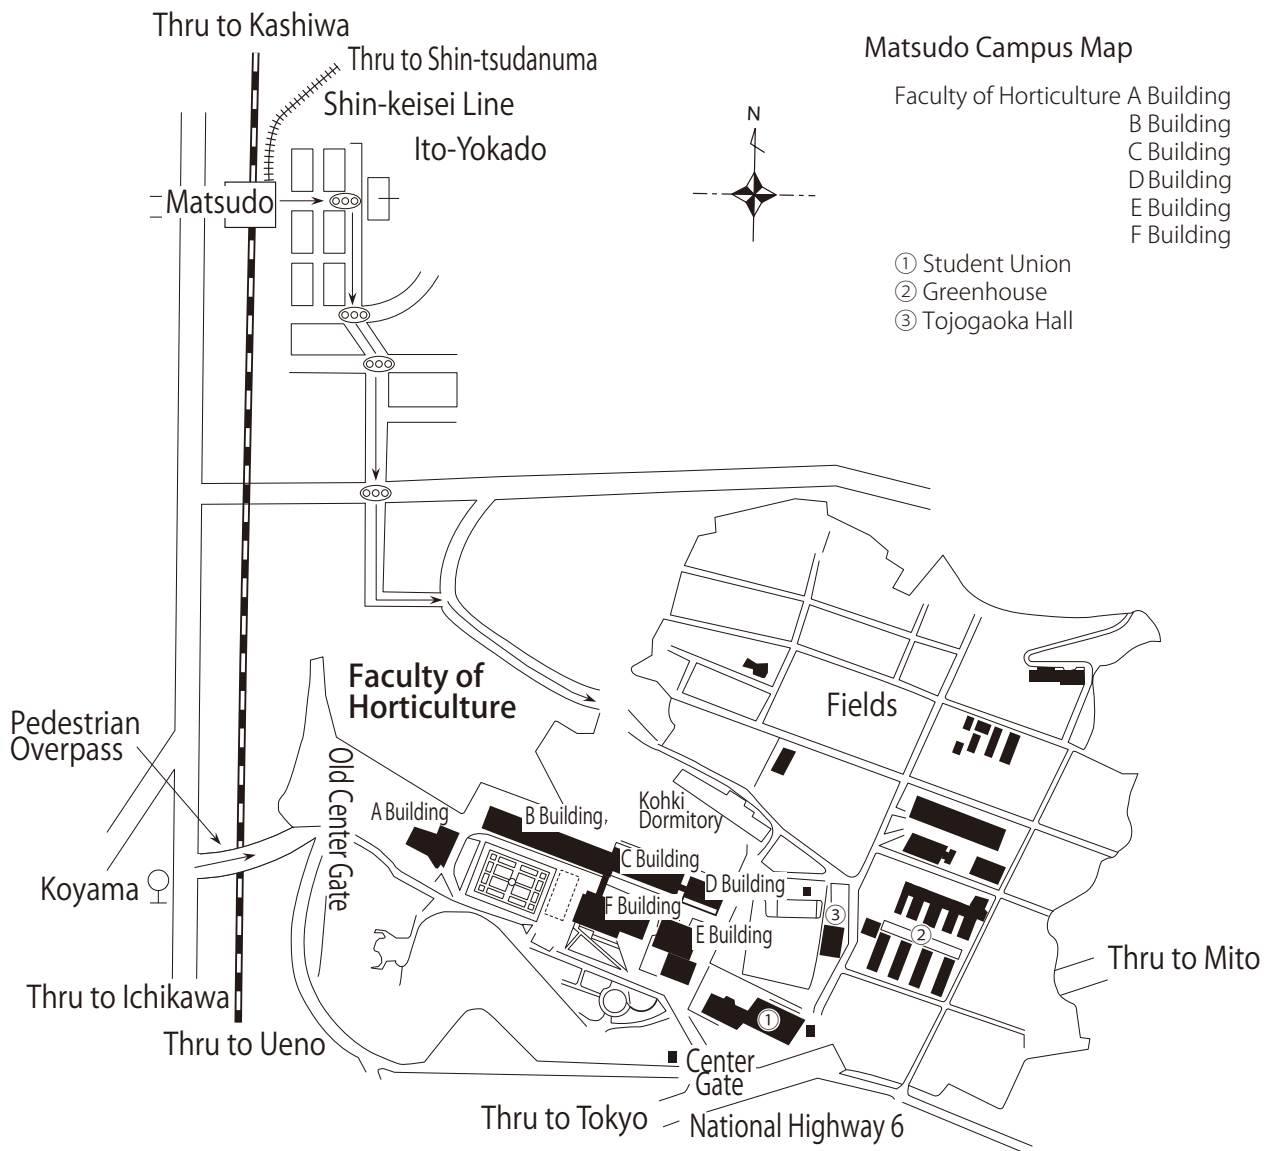 Thru to Kashiwa
Thru to Shin-tsudanuma
Shin-keisei Line
Ito-Yokado
Matsudo
Matsudo Campus Map
Faculty of Horticulture A Building
B Building
C Building
D Building
E Building
F Building
① Student Union
② Greenhouse
③ Tojogaoka Hall
N
Faculty of
Horticulture
Fields
Pedestrian
Overpass
Old Center Gate
A Building
B Building
Kohki
Dormitory
C Building
D Building
F Building
E Building
③
②
①
Koyama
Thru to Mito
Thru to Ichikawa
Thru to Ueno
Center
Gate
Thru to Tokyo
National Highway 6